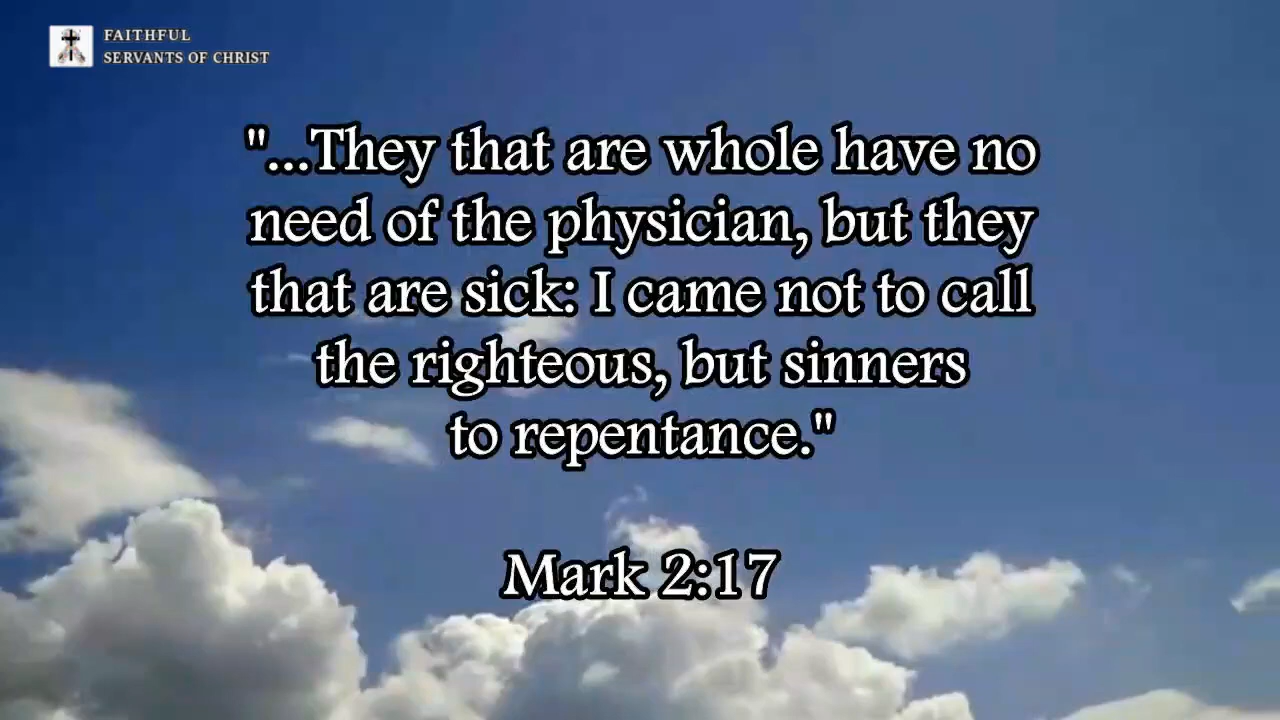 FAITHFUL
SERVANTS OF CHRIST
"...They that are whole have no
need of the physician, but they
that are sick: I came not to call
the righteous, but sinners
to repentance."
Mark 2:17